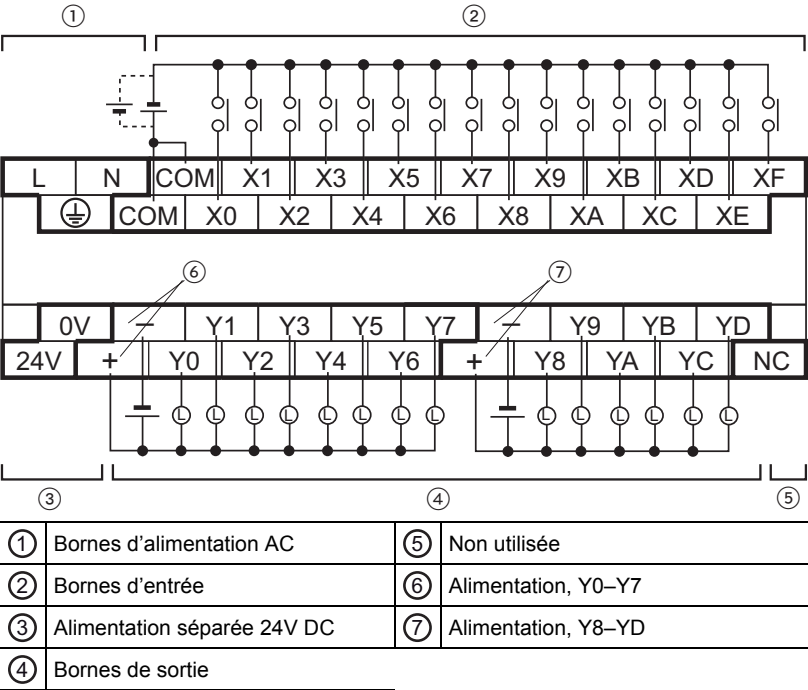 ① ②
L N COM X1 X3 X5 X7 X9 XB XD XF
COM X0 X2 X4 X6 X8 XA XC XE
⑥ ⑦
0V − Y1 Y3 Y5 Y7 − Y9 YB YD
24V + Y0 Y2 Y4 Y6 + Y8 YA YC NC
L L L L L L L L L L L L L L
③ ④ ⑤
① Bornes d’alimentation AC ⑤ Non utilisée
② Bornes d’entrée ⑥ Alimentation, Y0–Y7
③ Alimentation séparée 24V DC ⑦ Alimentation, Y8–YD
④ Bornes de sortie